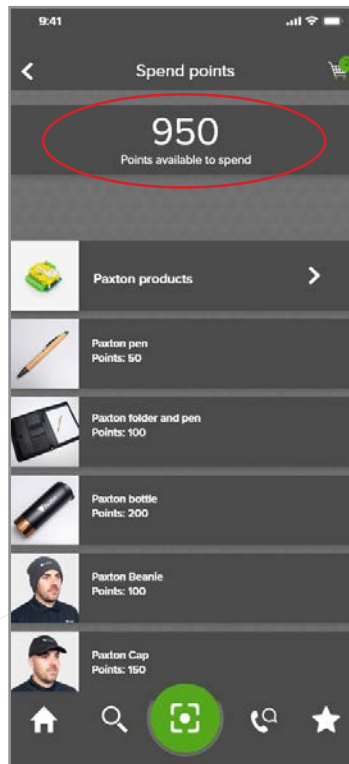 9:41
Spend points
950
Points available to spend
Paxton products
Paxton pen
Points: 50
Paxton folder and pen
Points: 100
Paxton bottle
Points: 200
Paxton Beanie
Points: 100
Paxton Cap
Points: 150